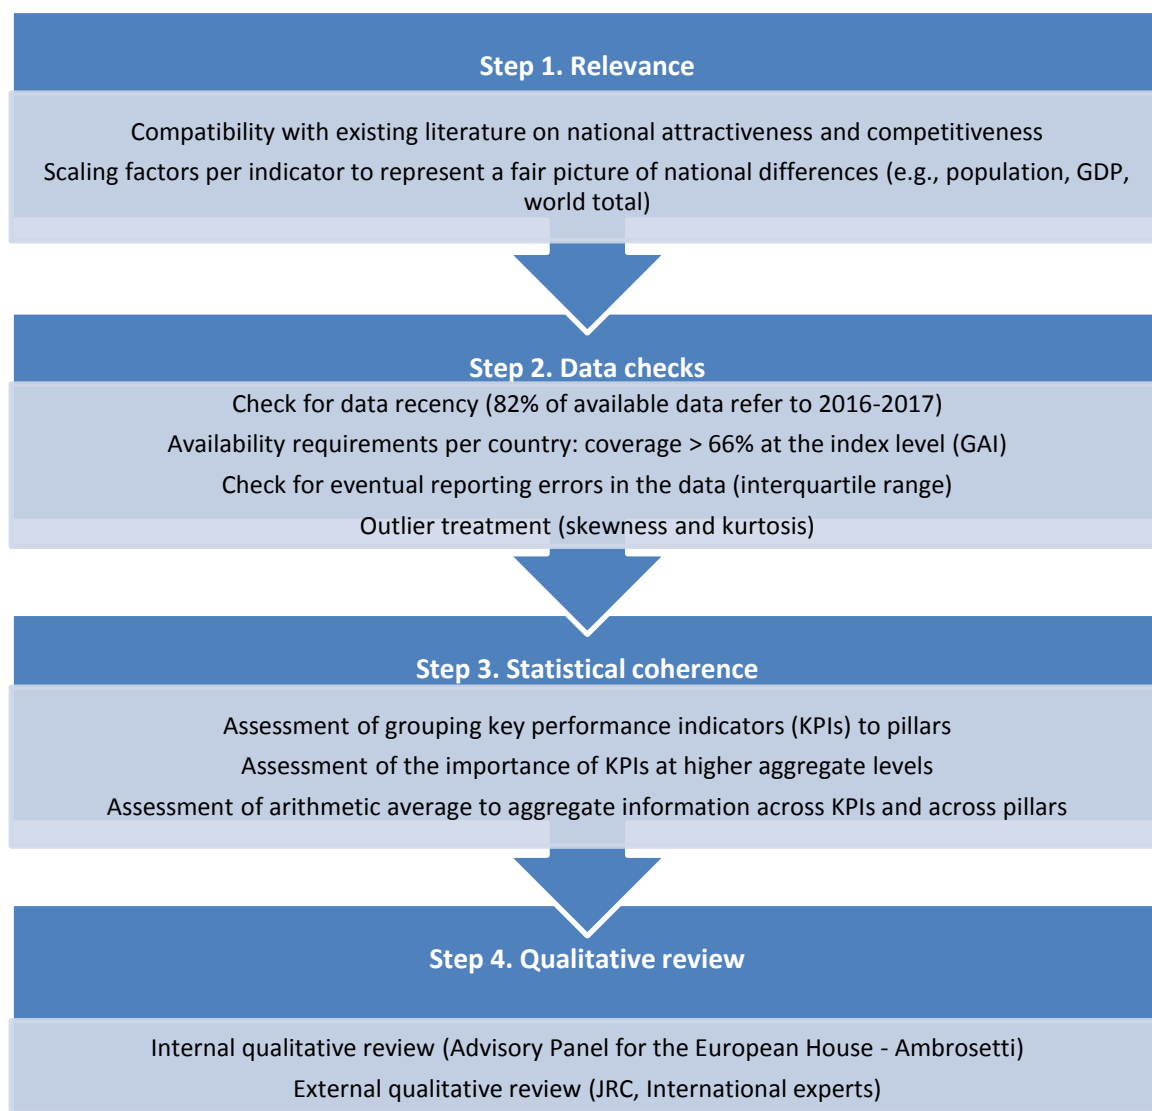 Step 1. Relevance
Compatibility with existing literature on national attractiveness and competitiveness
Scaling factors per indicator to represent a fair picture of national differences (e.g., population, GDP,
world total)
Step 2. Data checks
Check for data recency (82% of available data refer to 2016-2017)
Availability requirements per country: coverage > 66% at the index level (GAI)
Check for eventual reporting errors in the data (interquartile range)
Outlier treatment (skewness and kurtosis)
Step 3. Statistical coherence
Assessment of grouping key performance indicators (KPIs) to pillars
Assessment of the importance of KPIs at higher aggregate levels
Assessment of arithmetic average to aggregate information across KPIs and across pillars
Step 4. Qualitative review
Internal qualitative review (Advisory Panel for the European House - Ambrosetti)
External qualitative review (JRC, International experts)